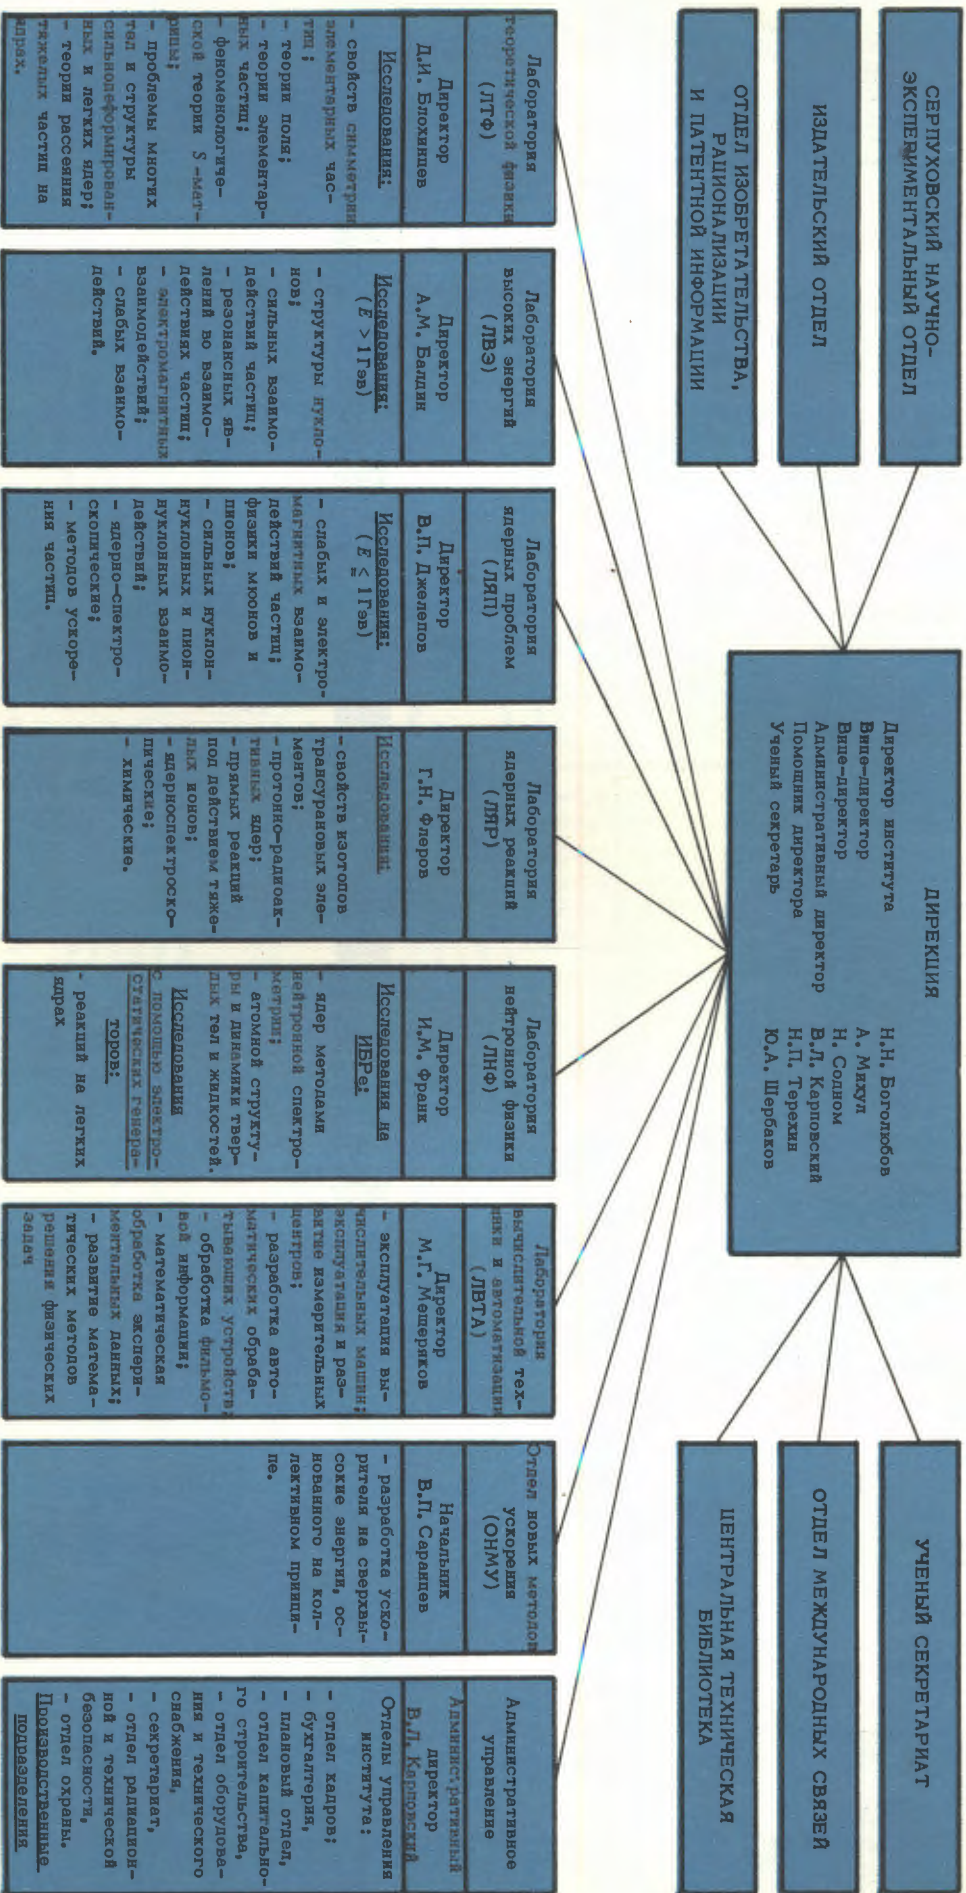 СЕРПУХОВСКИЙ НАУЧНО-
ЭКСПЕРИМЕНТАЛЬНЫЙ ОТДЕЛ
ИЗДАТЕЛЬСКИЙ ОТДЕЛ
ОТДЕЛ ИЗОБРЕТАТЕЛЬСТВА,
РАЦИОНАЛИЗАЦИИ
И ПАТЕНТНОЙ ИНФОРМАЦИИ
ДИРЕКЦИЯ
Директор института Н.Н. Боголюбов
Вице-директор А. Михул
Вице-директор Н. Содном
Административный директор В.Л. Карповский
Помощник директора Н.П. Терехин
Ученый секретарь Ю.А. Щербаков
УЧЕНЫЙ СЕКРЕТАРИАТ
ОТДЕЛ МЕЖДУНАРОДНЫХ СВЯЗЕЙ
ЦЕНТРАЛЬНАЯ ТЕХНИЧЕСКАЯ
БИБЛИОТЕКА
Лаборатория
теоретической физики
(ЛТФ)
Директор
Д.И. Блохинцев
Исследования:
- свойств симметрии
элементарных час-
тиц;
- теории поля;
- теории элементар-
ных частиц;
- феноменологиче-
ской теории S-мат-
рицы;
- проблемы многих
тел и структуры
сильнодеформирован-
ных и легких ядер;
- теории рассеяния
тяжелых частиц на
ядрах.
Лаборатория
высоких энергий
(ЛВЭ)
Директор
А.М. Балдин
Исследования:
(E > 1 Гэв)
- структуры нукло-
нов;
- сильных взаимо-
действий частиц;
- резонансных яв-
лений во взаимо-
действиях частиц;
- электромагнитных
взаимодействий;
- слабых взаимо-
действий.
Лаборатория
ядерных проблем
(ЛЯП)
Директор
В.П. Джелепов
Исследования:
(E ≦ 1 Гэв)
- слабых и электро-
магнитных взаимо-
действий частиц;
физики мюонов и
пионов;
- сильных нуклон-
нуклонных и пион-
нуклонных взаимо-
действий;
- ядерно-спектро-
скопические;
- методов ускоре-
ния частиц.
Лаборатория
ядерных реакций
(ЛЯР)
Директор
Г.Н. Флеров
Исследования:
- свойств изотопов
трансурановых эле-
ментов;
- протонно-радиоак-
тивных ядер;
- прямых реакций
под действием тяже-
лых ионов;
- ядерноспектроско-
пические;
- химические.
Лаборатория
нейтронной физики
(ЛНФ)
Директор
И.М. Франк
Исследования на
ИБРе:
- ядер методами
нейтронной спектро-
метрии;
- атомной структу-
ры и динамики твер-
дых тел и жидкостей.
Исследования
с помощью электро-
статических генера-
торов:
- реакций на легких
ядрах
Лаборатория
вычислительной тех-
ники и автоматизации
(ЛВТА)
Директор
М.Г. Мещеряков
- эксплуатация вы-
числительных машин;
эксплуатация и раз-
витие измерительных
центров;
- разработка авто-
матических обраба-
тывающих устройств;
- обработка фильмо-
вой информации;
- математическая
обработка экспери-
ментальных данных;
- развитие матема-
тических методов
решения физических
задач
Отдел новых методов
ускорения
(ОНМУ)
Начальник
В.П. Саранцев
- разработка уско-
рителя на сверхвы-
сокие энергии, ос-
нованного на кол-
лективном принци-
пе.
Административное
управление
Административный
директор
В.Л. Карповский
Отделы управления
института:
- отдел кадров;
- бухгалтерия,
- плановый отдел,
- отдел капитально-
го строительства,
- отдел оборудова-
ния и технического
снабжения,
- секретариат,
- отдел радиацион-
ной и технической
безопасности,
- отдел охраны.
Производственные
подразделения